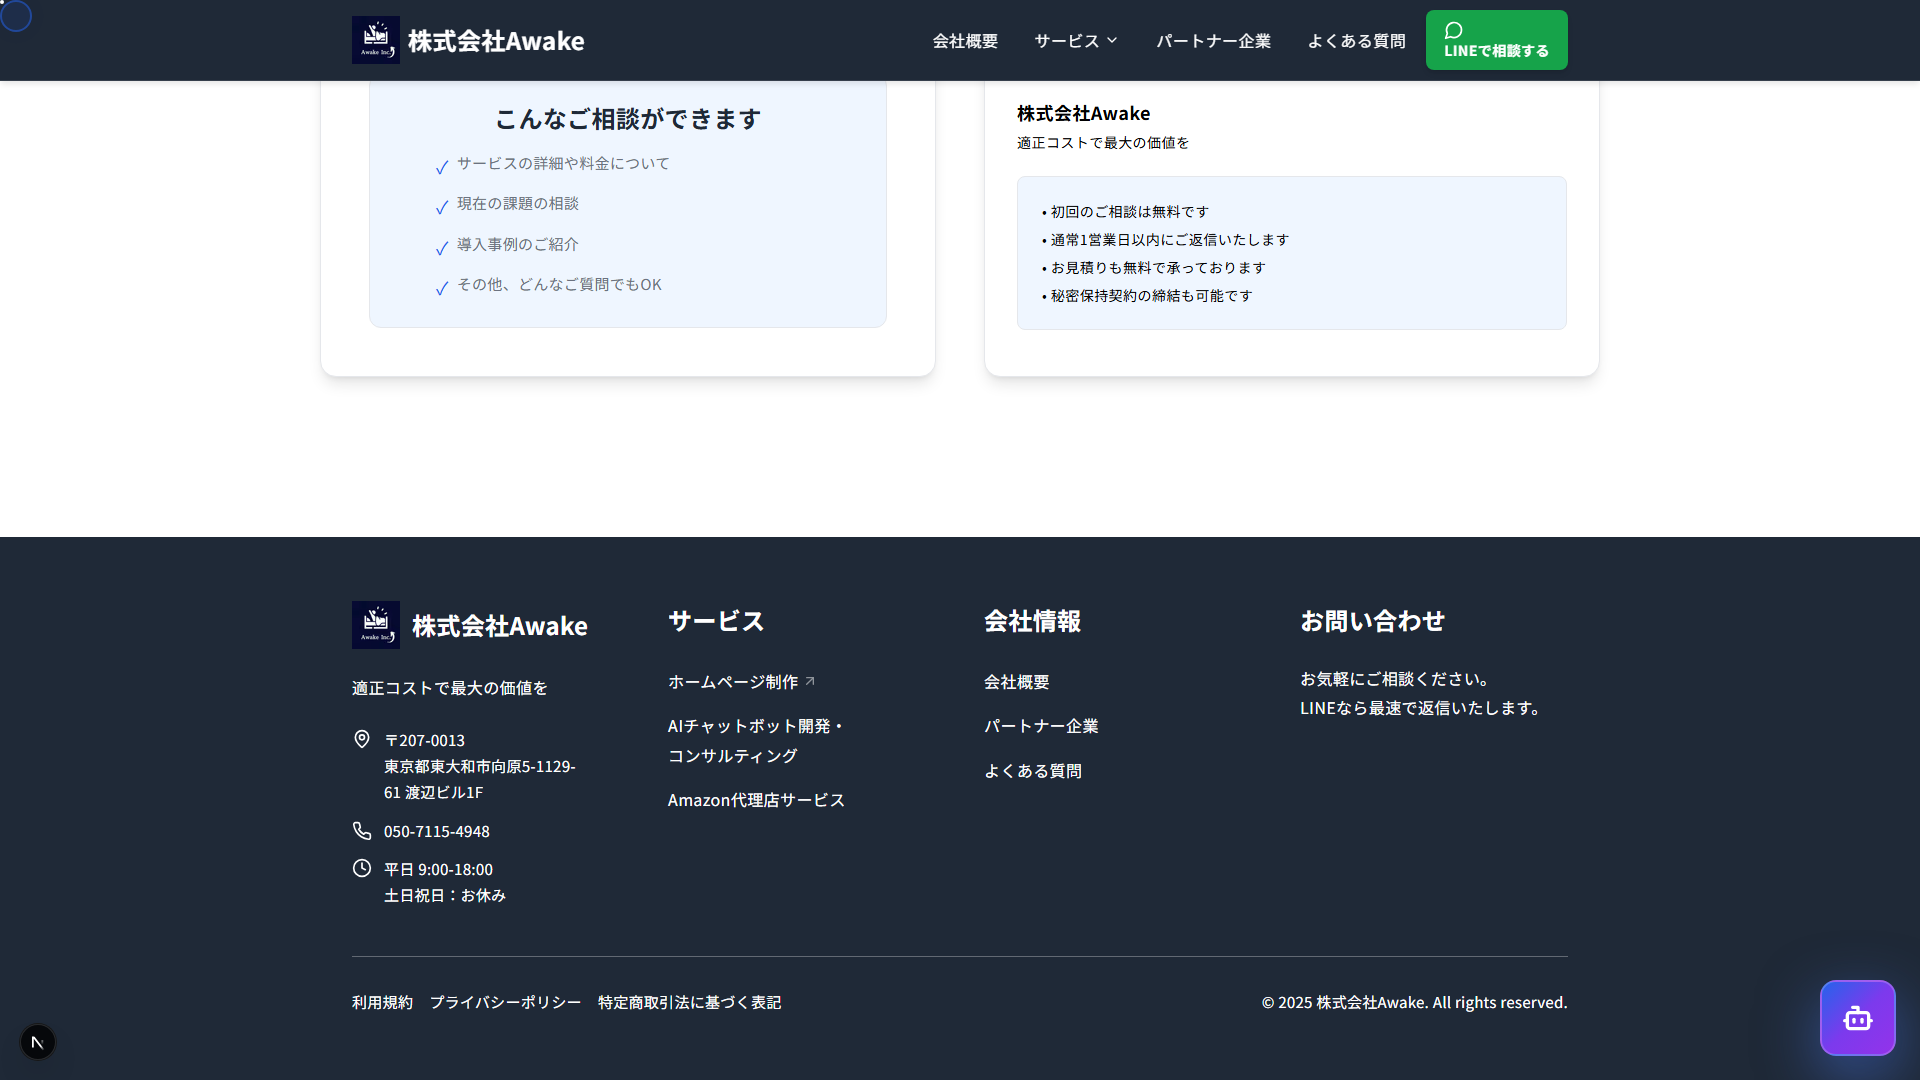 Awake Inc.
株式会社Awake
会社概要
サービス
パートナー企業
よくある質問
LINEで相談する
こんなご相談ができます
✓ サービスの詳細や料金について
✓ 現在の課題の相談
✓ 導入事例のご紹介
✓ その他、どんなご質問でもOK
株式会社Awake
適正コストで最大の価値を
• 初回のご相談は無料です
• 通常1営業日以内にご返信いたします
• お見積りも無料で承っております
• 秘密保持契約の締結も可能です
Awake Inc.
株式会社Awake
適正コストで最大の価値を
〒207-0013
東京都東大和市向原5-1129-
61 渡辺ビル1F
050-7115-4948
平日 9:00-18:00
土日祝日：お休み
サービス
ホームページ制作
AIチャットボット開発・
コンサルティング
Amazon代理店サービス
会社情報
会社概要
パートナー企業
よくある質問
お問い合わせ
お気軽にご相談ください。
LINEなら最速で返信いたします。
利用規約 プライバシーポリシー 特定商取引法に基づく表記
© 2025 株式会社Awake. All rights reserved.
N